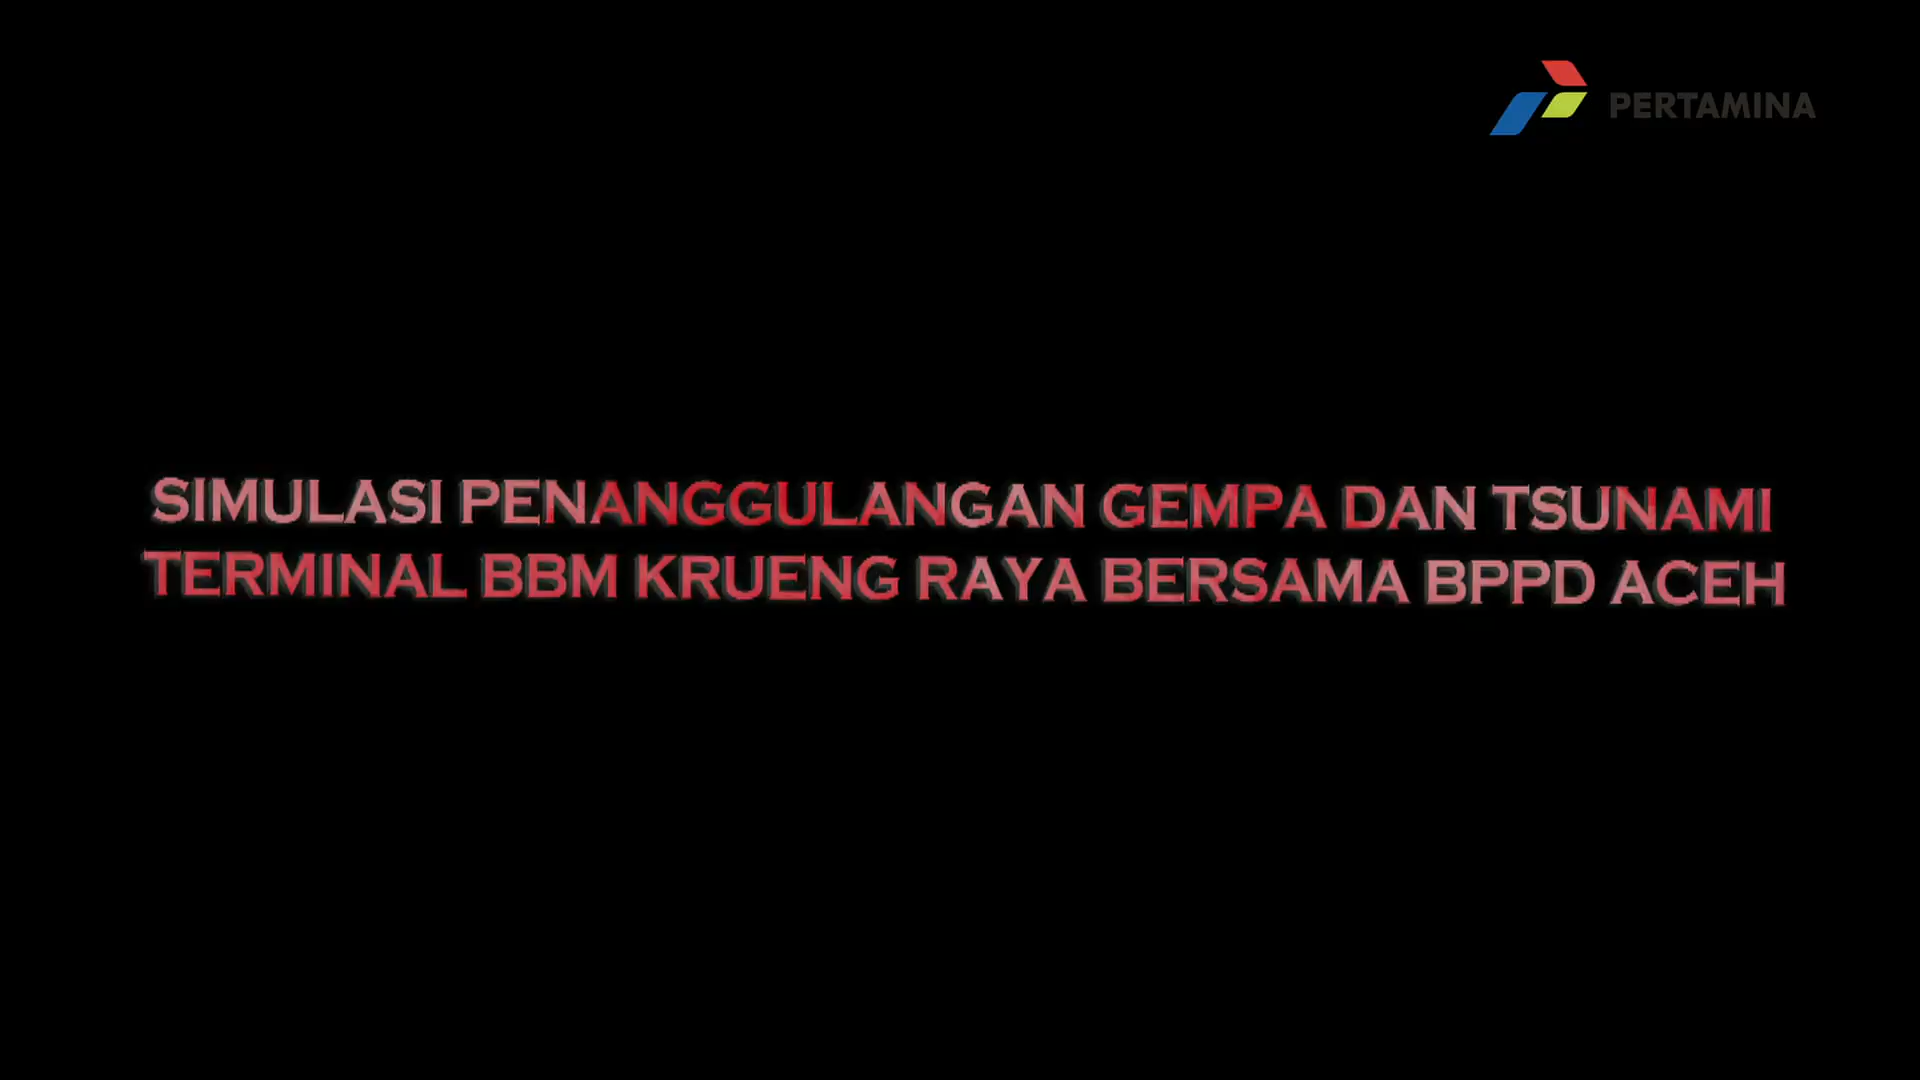 PERTAMINA
SIMULASI PENANGGULANGAN GEMPA DAN TSUNAMI
TERMINAL BBM KRUENG RAYA BERSAMA BPPD ACEH